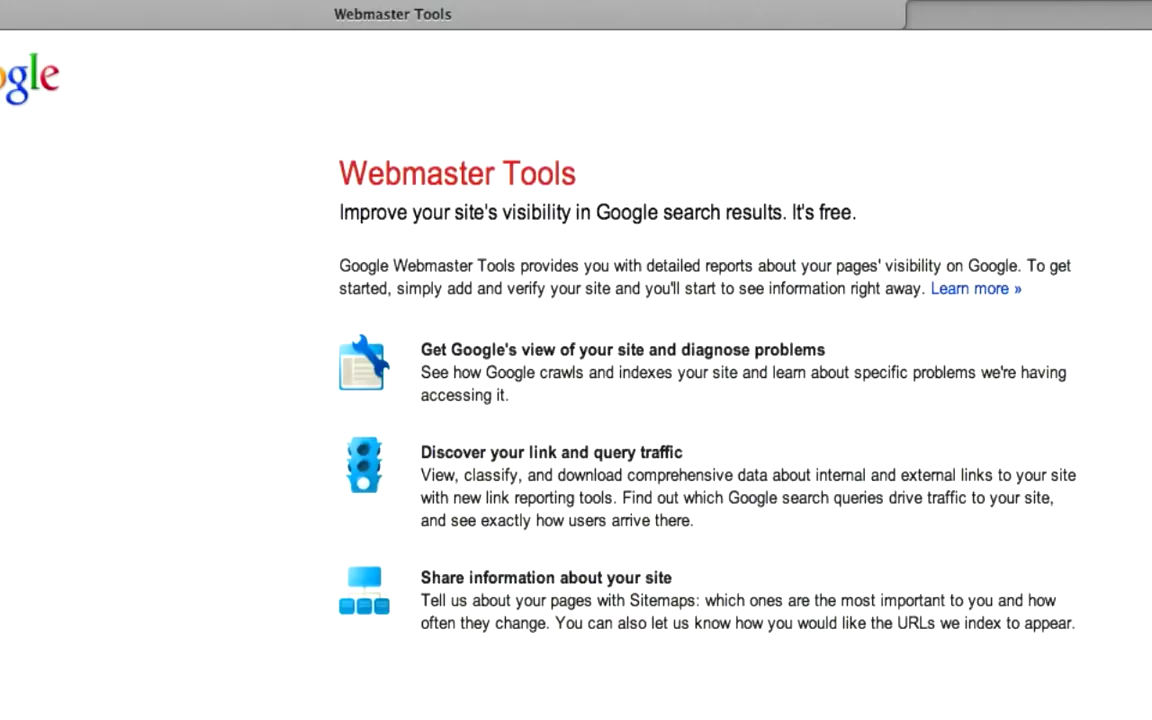 Webmaster Tools
ogle
Webmaster Tools
Improve your site's visibility in Google search results. It's free.
Google Webmaster Tools provides you with detailed reports about your pages' visibility on Google. To get
started, simply add and verify your site and you'll start to see information right away. Learn more »
Get Google's view of your site and diagnose problems
See how Google crawls and indexes your site and learn about specific problems we're having
accessing it.
Discover your link and query traffic
View, classify, and download comprehensive data about internal and external links to your site
with new link reporting tools. Find out which Google search queries drive traffic to your site,
and see exactly how users arrive there.
Share information about your site
Tell us about your pages with Sitemaps: which ones are the most important to you and how
often they change. You can also let us know how you would like the URLs we index to appear.